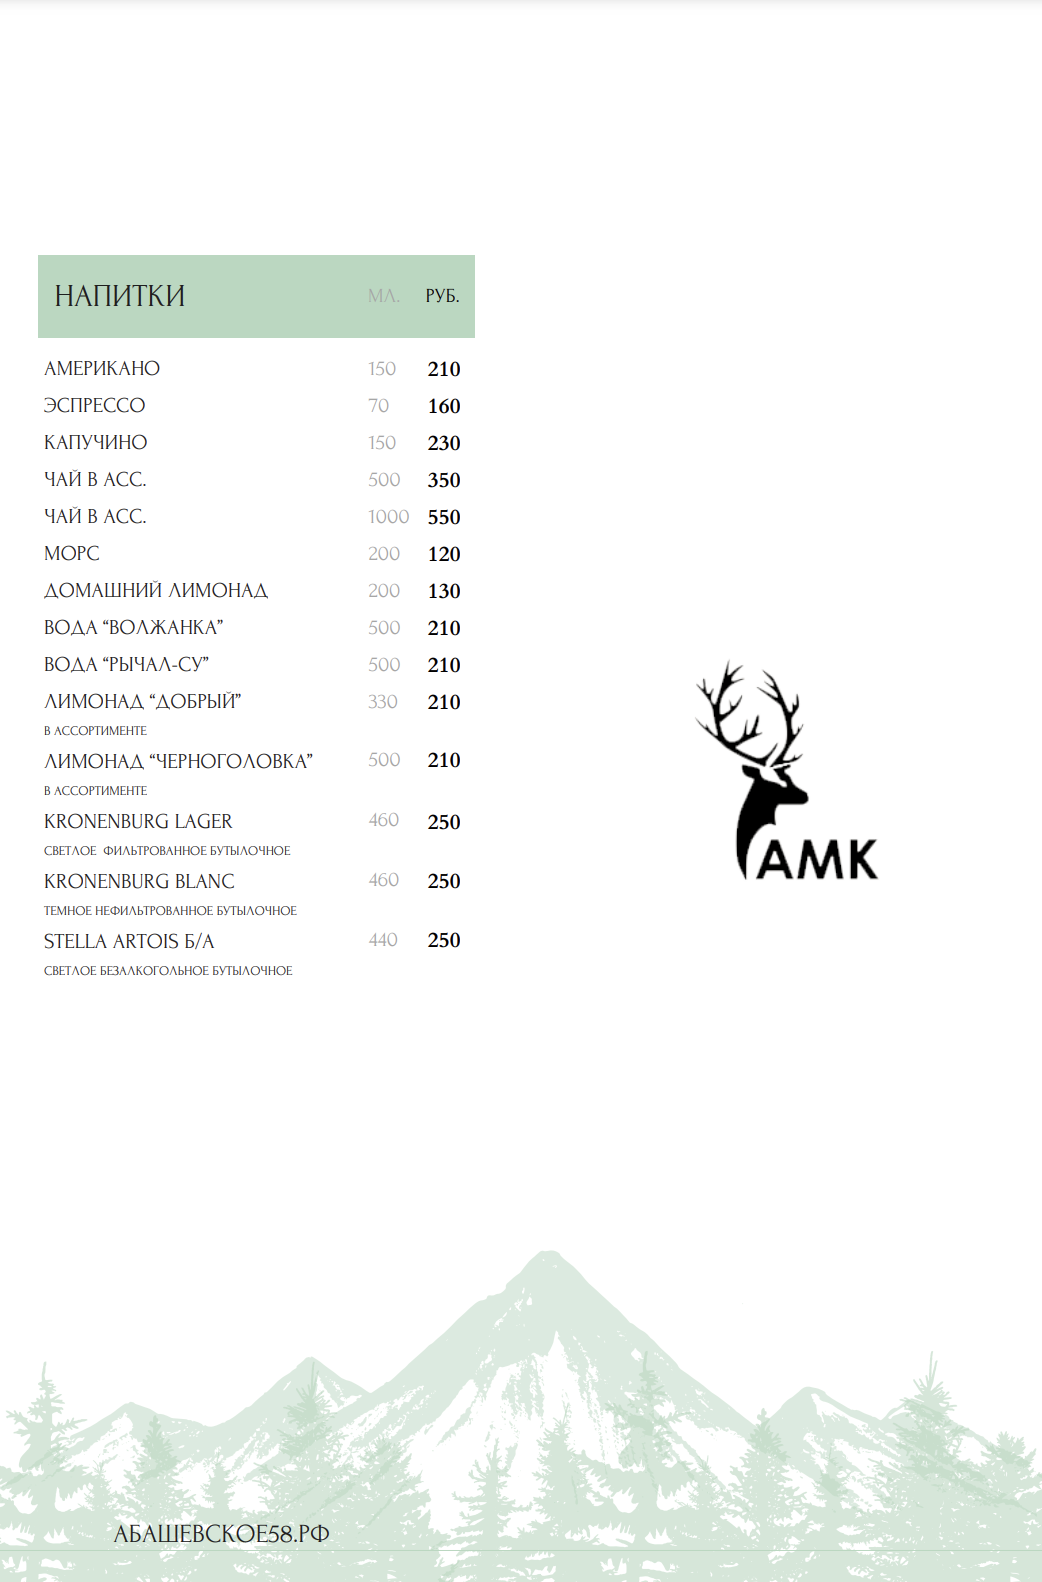 НАПИТКИ МЛ. РУБ.
АМЕРИКАНО 150 210
ЭСПРЕССО 70 160
КАПУЧИНО 150 230
ЧАЙ В АСС. 500 350
ЧАЙ В АСС. 1000 550
МОРС 200 120
ДОМАШНИЙ ЛИМОНАД 200 130
ВОДА “ВОЛЖАНКА” 500 210
ВОДА “РЫЧАЛ-СУ” 500 210
ЛИМОНАД “ДОБРЫЙ” 330 210
В АССОРТИМЕНТЕ
ЛИМОНАД “ЧЕРНОГОЛОВКА” 500 210
В АССОРТИМЕНТЕ
KRONENBURG LAGER 460 250
СВЕТЛОЕ ФИЛЬТРОВАННОЕ БУТЫЛОЧНОЕ
KRONENBURG BLANC 460 250
ТЕМНОЕ НЕФИЛЬТРОВАННОЕ БУТЫЛОЧНОЕ
STELLA ARTOIS Б/А 440 250
СВЕТЛОЕ БЕЗАЛКОГОЛЬНОЕ БУТЫЛОЧНОЕ
АМК
АБАШЕВСКОЕ58.РФ